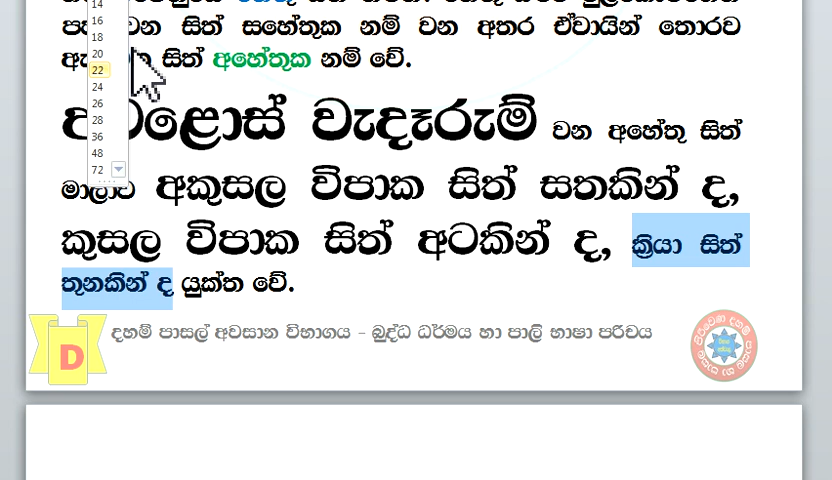 14
16
18
20
22
24
26
28
36
48
72
වන සිත් සහේතුක නම් වන අතර ඒවායින් තොරව
සිත් අහේතුක නම් වේ.
වැදෑරුම් වන අහේතු සිත්
අකුසල විපාක සිත් සතකින් ද,
කුසල විපාක සිත් අටකින් ද, ක්‍රියා සිත්
තුනකින් ද යුක්ත වේ.
D
දහම් පාසල් අවසාන විභාගය - බුද්ධ ධර්මය හා පාලි භාෂා පරිචය